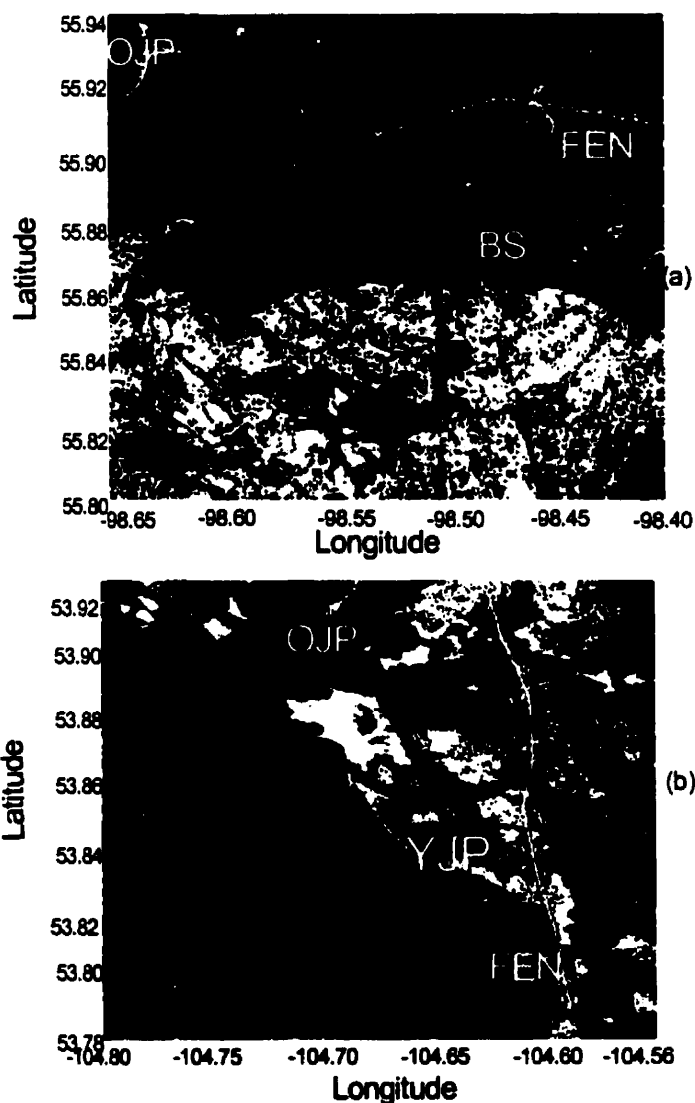 55.94
OJP
55.92
55.90
FEN
55.88
BS
Latitude
(a)
55.86
55.84
55.82
55.80
-98.65 -98.60 -98.55 -98.50 -98.45 -98.40
Longitude
53.92
OJP
53.90
53.88
Latitude
53.86
(b)
53.84
YJP
53.82
53.80
FEN
53.78
-104.80 -104.75 -104.70 -104.65 -104.60 -104.56
Longitude